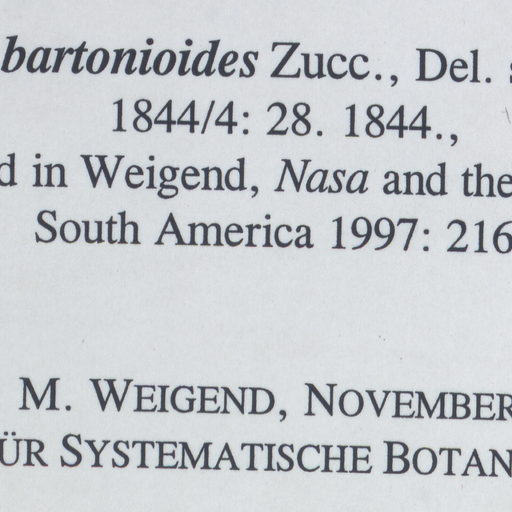 bartonioides Zucc., Del.
1844/4: 28. 1844.,
in Weigend, Nasa and the
South America 1997: 216
M. WEIGEND, NOVEMBER
ÜR SYSTEMATISCHE BOTAN